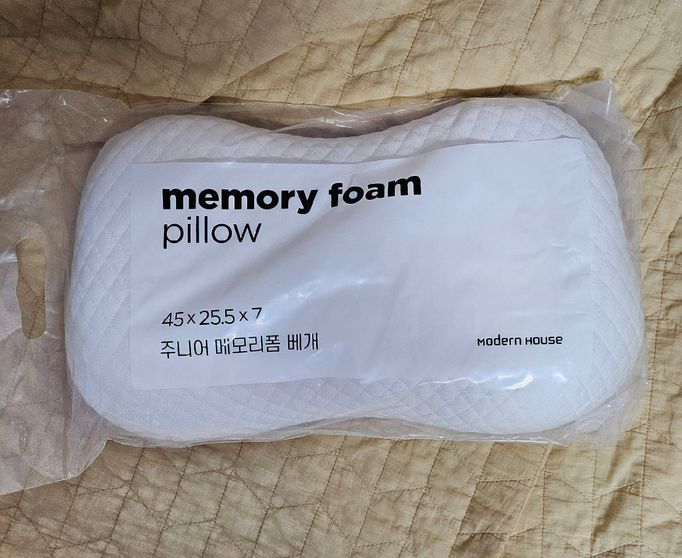 memory foam
pillow
45 x 25.5 x 7
주니어 메모리폼 베개
MODERN HOUSE